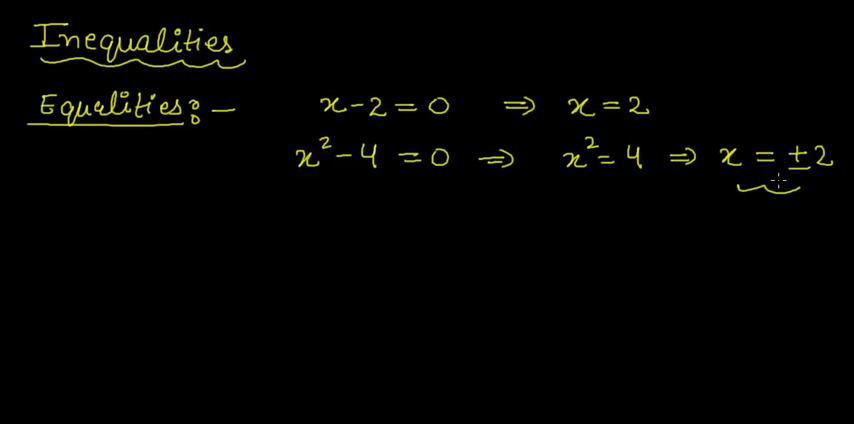 Inequalities
Equalities:- x-2=0 ⇒ x=2
x²-4=0 ⇒ x²=4 ⇒ x=±2